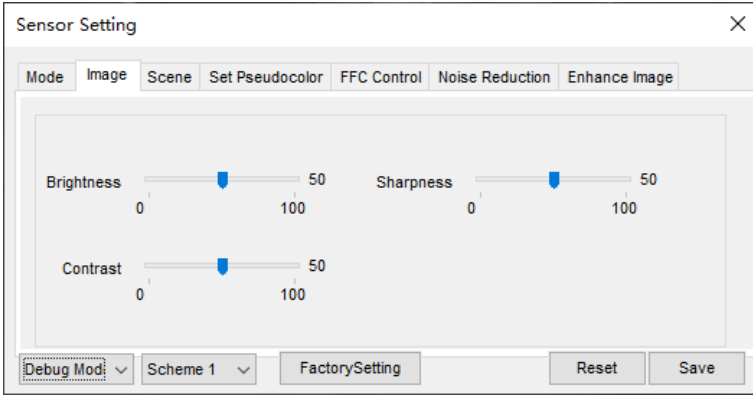 Sensor Setting
Mode Image Scene Set Pseudocolor FFC Control Noise Reduction Enhance Image
Brightness 50 Sharpness 50
0 100 0 100
Contrast 50
0 100
Debug Mod Scheme 1 FactorySetting Reset Save